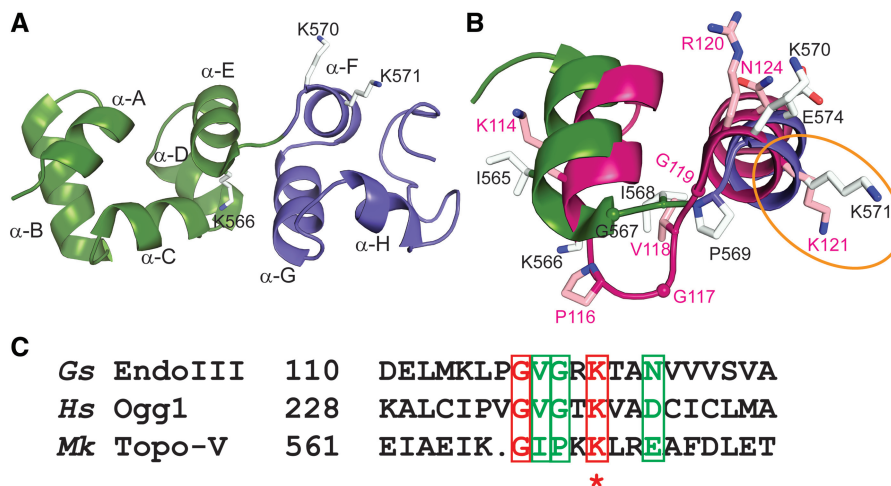 A
K570
K571
α-F
α-E
α-A
α-D
K566
α-B
α-C
α-G
α-H
B
R120
K570
N124
E574
K114
G119
I565
I568
K571
G567
K121
V118
P569
K566
G117
P116
C
Gs EndoIII 110 DELMKLPGVGRKTANVVVSVA
Hs Ogg1 228 KALCIPVGVGTKVADCICLMA
Mk Topo-V 561 EIAEIK.GIPKKLREAFDLET
*